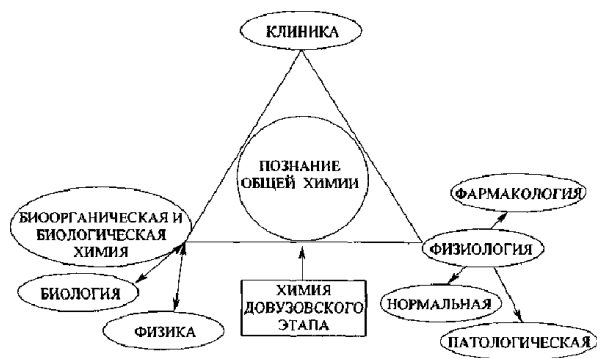 КЛИНИКА
ПОЗНАНИЕ
ОБЩЕЙ ХИМИИ
ФАРМАКОЛОГИЯ
БИООРГАНИЧЕСКАЯ И
БИОЛОГИЧЕСКАЯ
ХИМИЯ
ФИЗИОЛОГИЯ
БИОЛОГИЯ
ХИМИЯ
ДОВУЗОВСКОГО
ЭТАПА
НОРМАЛЬНАЯ
ФИЗИКА
ПАТОЛОГИЧЕСКАЯ